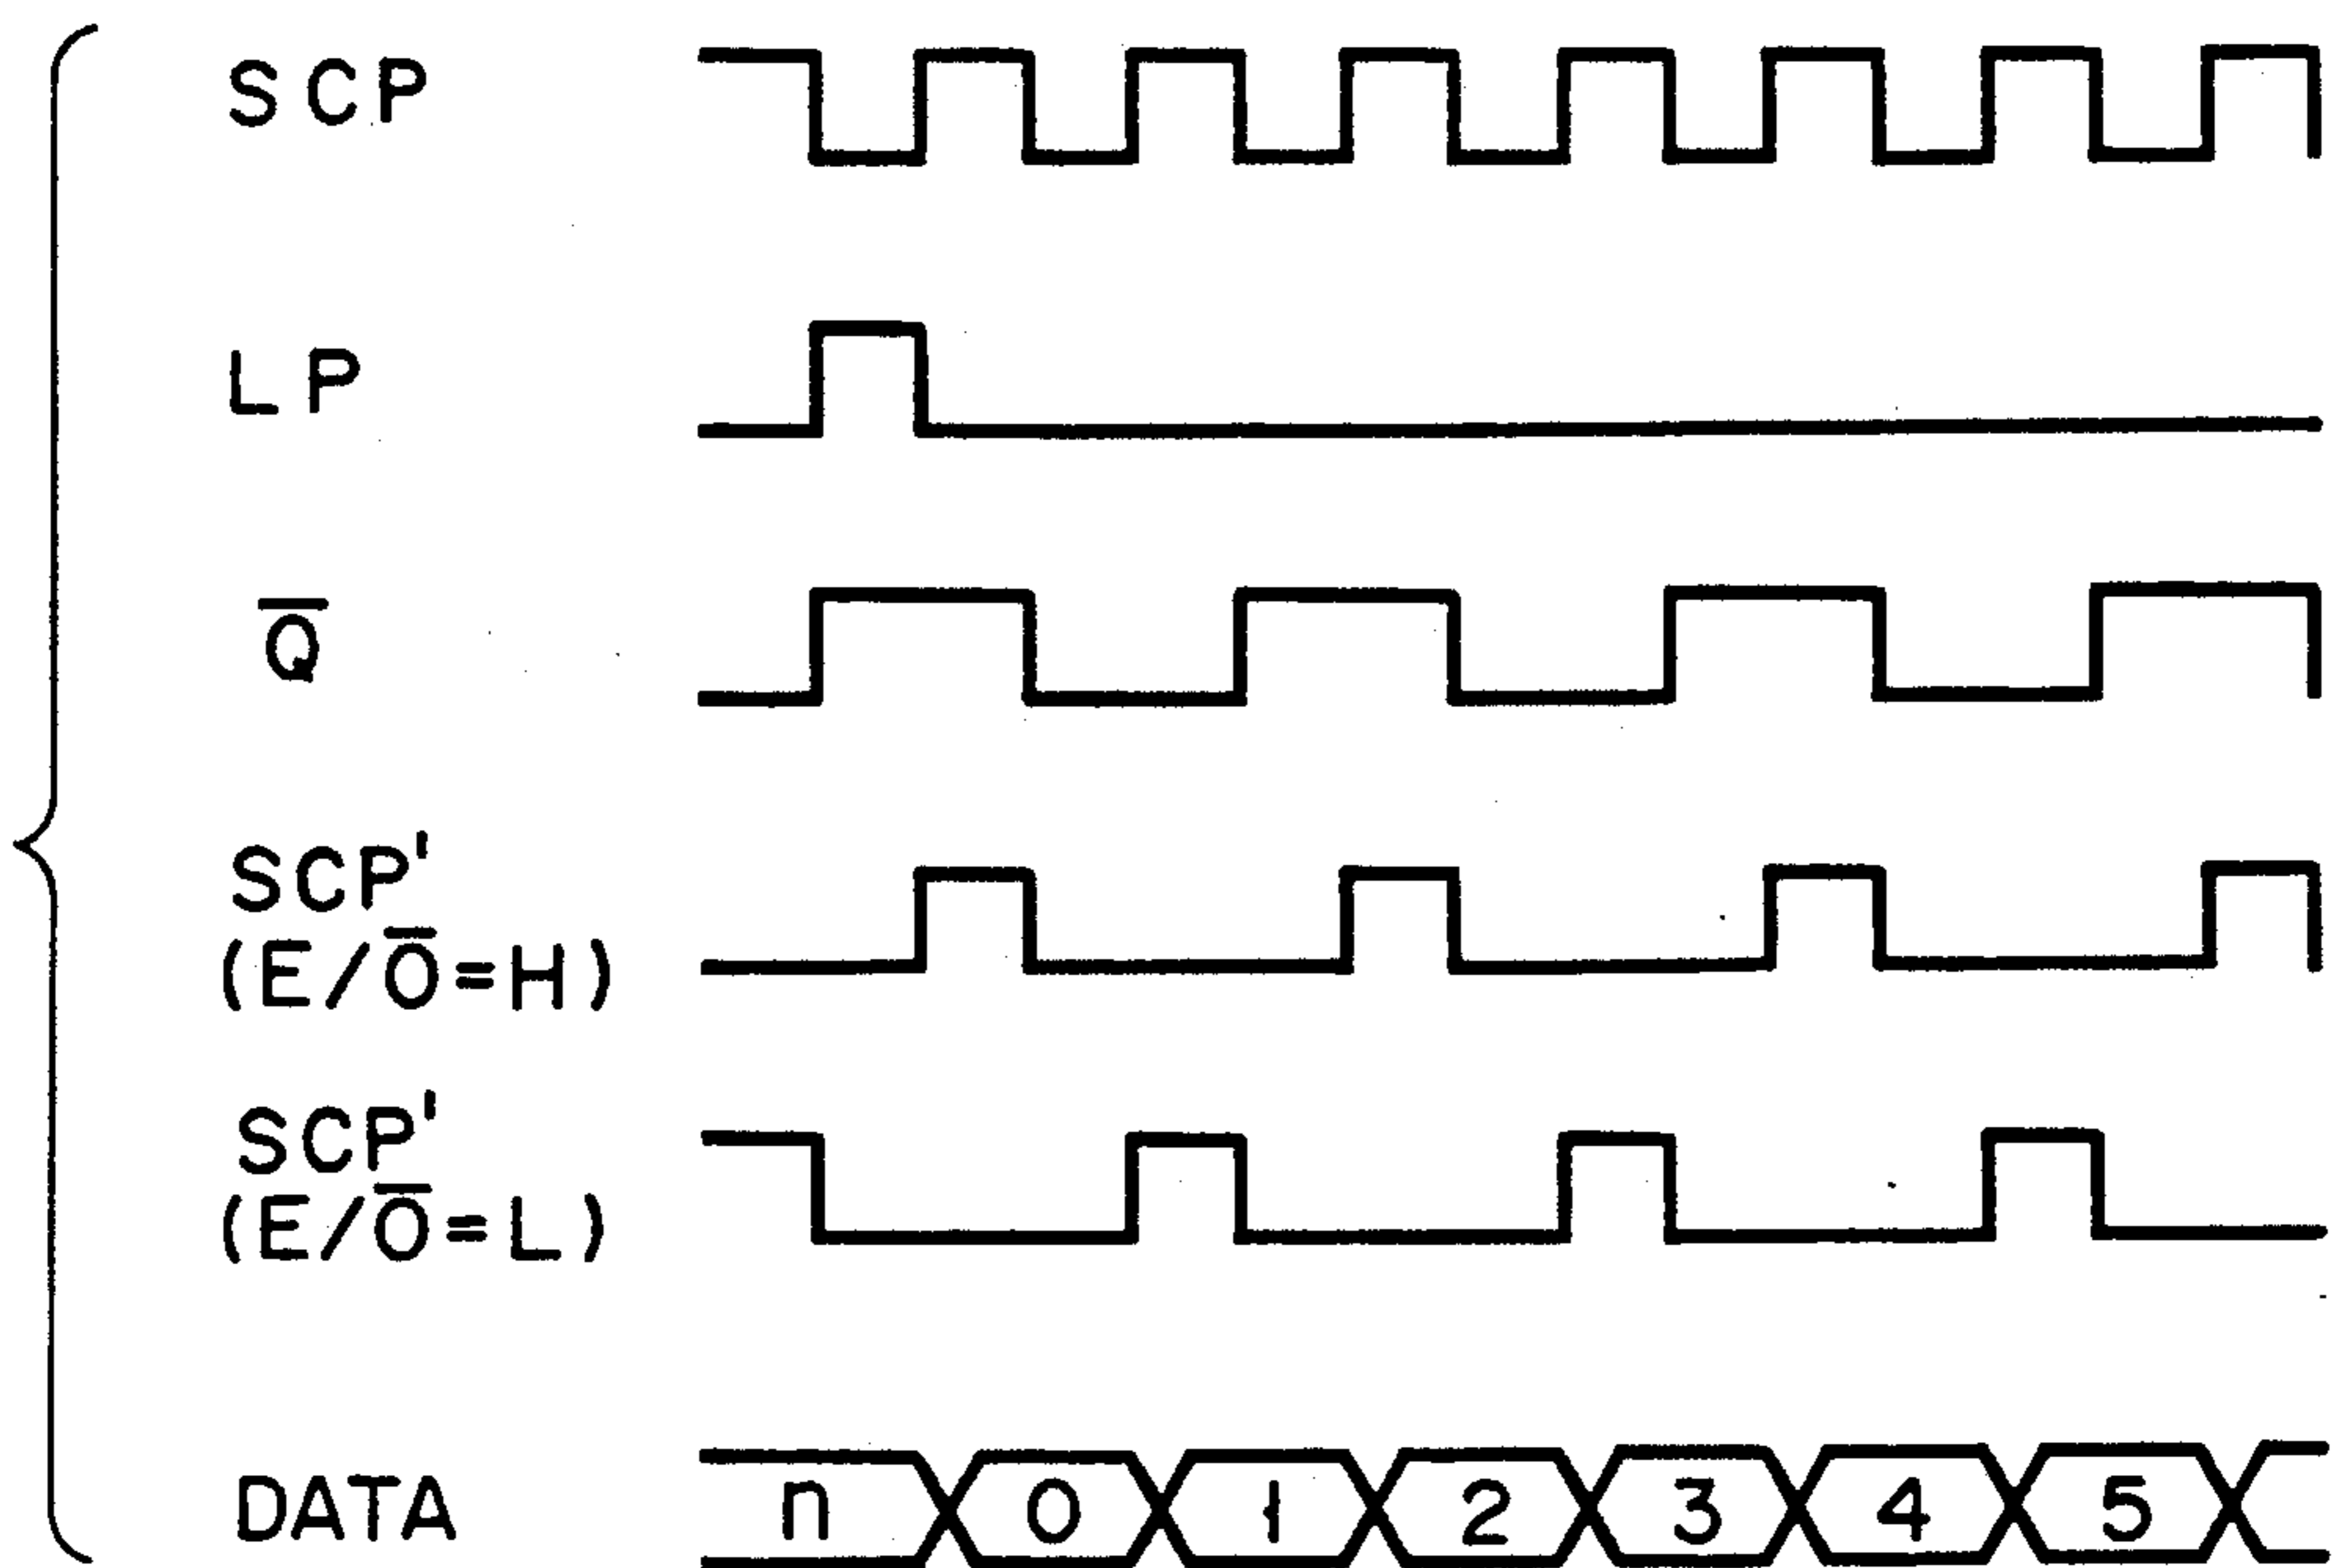 SCP
LP
Q̅
SCP'
(E/O̅=H)
SCP'
(E/O̅=L)
DATA n 0 1 2 3 4 5